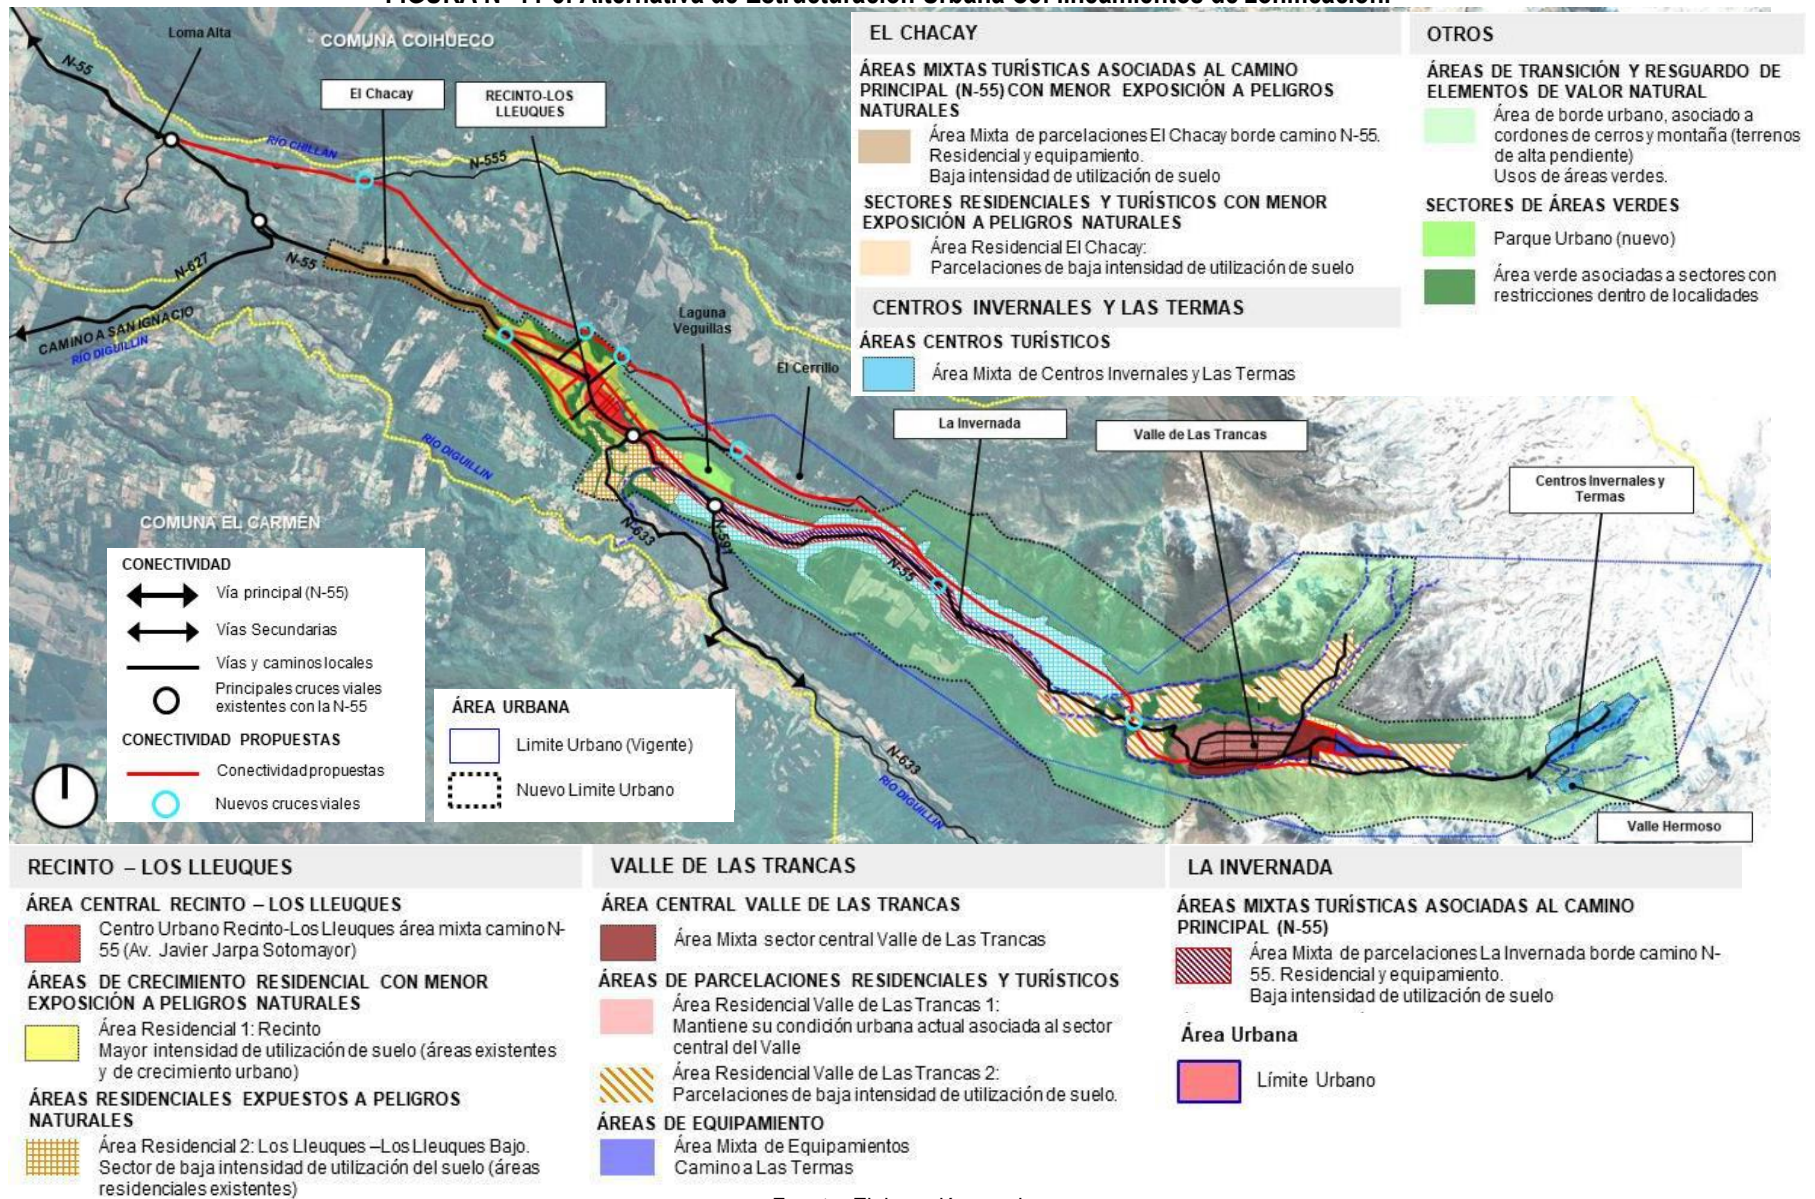 Loma Alta
COMUNA COIHUECO
N-55
El Chacay
RECINTO-LOS
LLEUQUES
RÍO CHILLAN
N-555
N-627
N-55
CAMINO A SAN IGNACIO
RÍO DIGUILLIN
Laguna
Veguillas
El Cerrillo
La Invernada
Valle de Las Trancas
Centros Invernales y
Termas
RÍO DIGUILLIN
COMUNA EL CARMEN
N-633
N-591
N-55
N-633
RÍO DIGUILLIN
Valle Hermoso
EL CHACAY
ÁREAS MIXTAS TURÍSTICAS ASOCIADAS AL CAMINO
PRINCIPAL (N-55) CON MENOR EXPOSICIÓN A PELIGROS
NATURALES
Área Mixta de parcelaciones El Chacay borde camino N-55.
Residencial y equipamiento.
Baja intensidad de utilización de suelo
SECTORES RESIDENCIALES Y TURÍSTICOS CON MENOR
EXPOSICIÓN A PELIGROS NATURALES
Área Residencial El Chacay:
Parcelaciones de baja intensidad de utilización de suelo
CENTROS INVERNALES Y LAS TERMAS
ÁREAS CENTROS TURÍSTICOS
Área Mixta de Centros Invernales y Las Termas
OTROS
ÁREAS DE TRANSICIÓN Y RESGUARDO DE
ELEMENTOS DE VALOR NATURAL
Área de borde urbano, asociado a
cordones de cerros y montaña (terrenos
de alta pendiente)
Usos de áreas verdes.
SECTORES DE ÁREAS VERDES
Parque Urbano (nuevo)
Área verde asociadas a sectores con
restricciones dentro de localidades
CONECTIVIDAD
Vía principal (N-55)
Vías Secundarias
Vías y caminos locales
Principales cruces viales
existentes con la N-55
CONECTIVIDAD PROPUESTAS
Conectividad propuestas
Nuevos cruces viales
ÁREA URBANA
Limite Urbano (Vigente)
Nuevo Limite Urbano
RECINTO – LOS LLEUQUES
ÁREA CENTRAL RECINTO – LOS LLEUQUES
Centro Urbano Recinto-Los Lleuques área mixta camino N-
55 (Av. Javier Jarpa Sotomayor)
ÁREAS DE CRECIMIENTO RESIDENCIAL CON MENOR
EXPOSICIÓN A PELIGROS NATURALES
Área Residencial 1: Recinto
Mayor intensidad de utilización de suelo (áreas existentes
y de crecimiento urbano)
ÁREAS RESIDENCIALES EXPUESTOS A PELIGROS
NATURALES
Área Residencial 2: Los Lleuques –Los Lleuques Bajo.
Sector de baja intensidad de utilización del suelo (áreas
residenciales existentes)
VALLE DE LAS TRANCAS
ÁREA CENTRAL VALLE DE LAS TRANCAS
Área Mixta sector central Valle de Las Trancas
ÁREAS DE PARCELACIONES RESIDENCIALES Y TURÍSTICOS
Área Residencial Valle de Las Trancas 1:
Mantiene su condición urbana actual asociada al sector
central del Valle
Área Residencial Valle de Las Trancas 2:
Parcelaciones de baja intensidad de utilización de suelo.
ÁREAS DE EQUIPAMIENTO
Área Mixta de Equipamientos
Camino a Las Termas
LA INVERNADA
ÁREAS MIXTAS TURÍSTICAS ASOCIADAS AL CAMINO
PRINCIPAL (N-55)
Área Mixta de parcelaciones La Invernada borde camino N-
55. Residencial y equipamiento.
Baja intensidad de utilización de suelo
Área Urbana
Límite Urbano